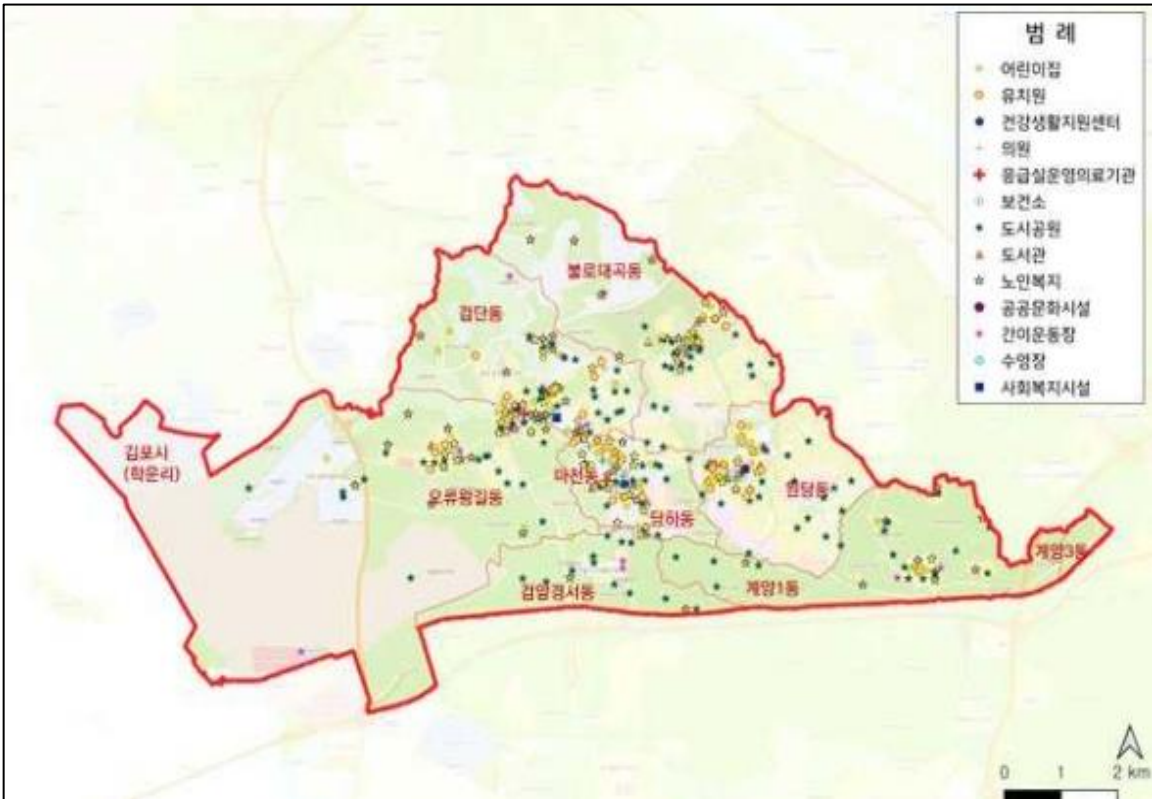 범 례
어린이집
유치원
건강생활지원센터
의원
응급실운영의료기관
보건소
도시공원
도서관
노인복지
공공문화시설
간이운동장
수영장
사회복지시설
불로대곡동
검단동
김포시
(학운리)
오류왕길동
마전동
원당동
당하동
계양3동
검암경서동
계양1동
0 1 2 km